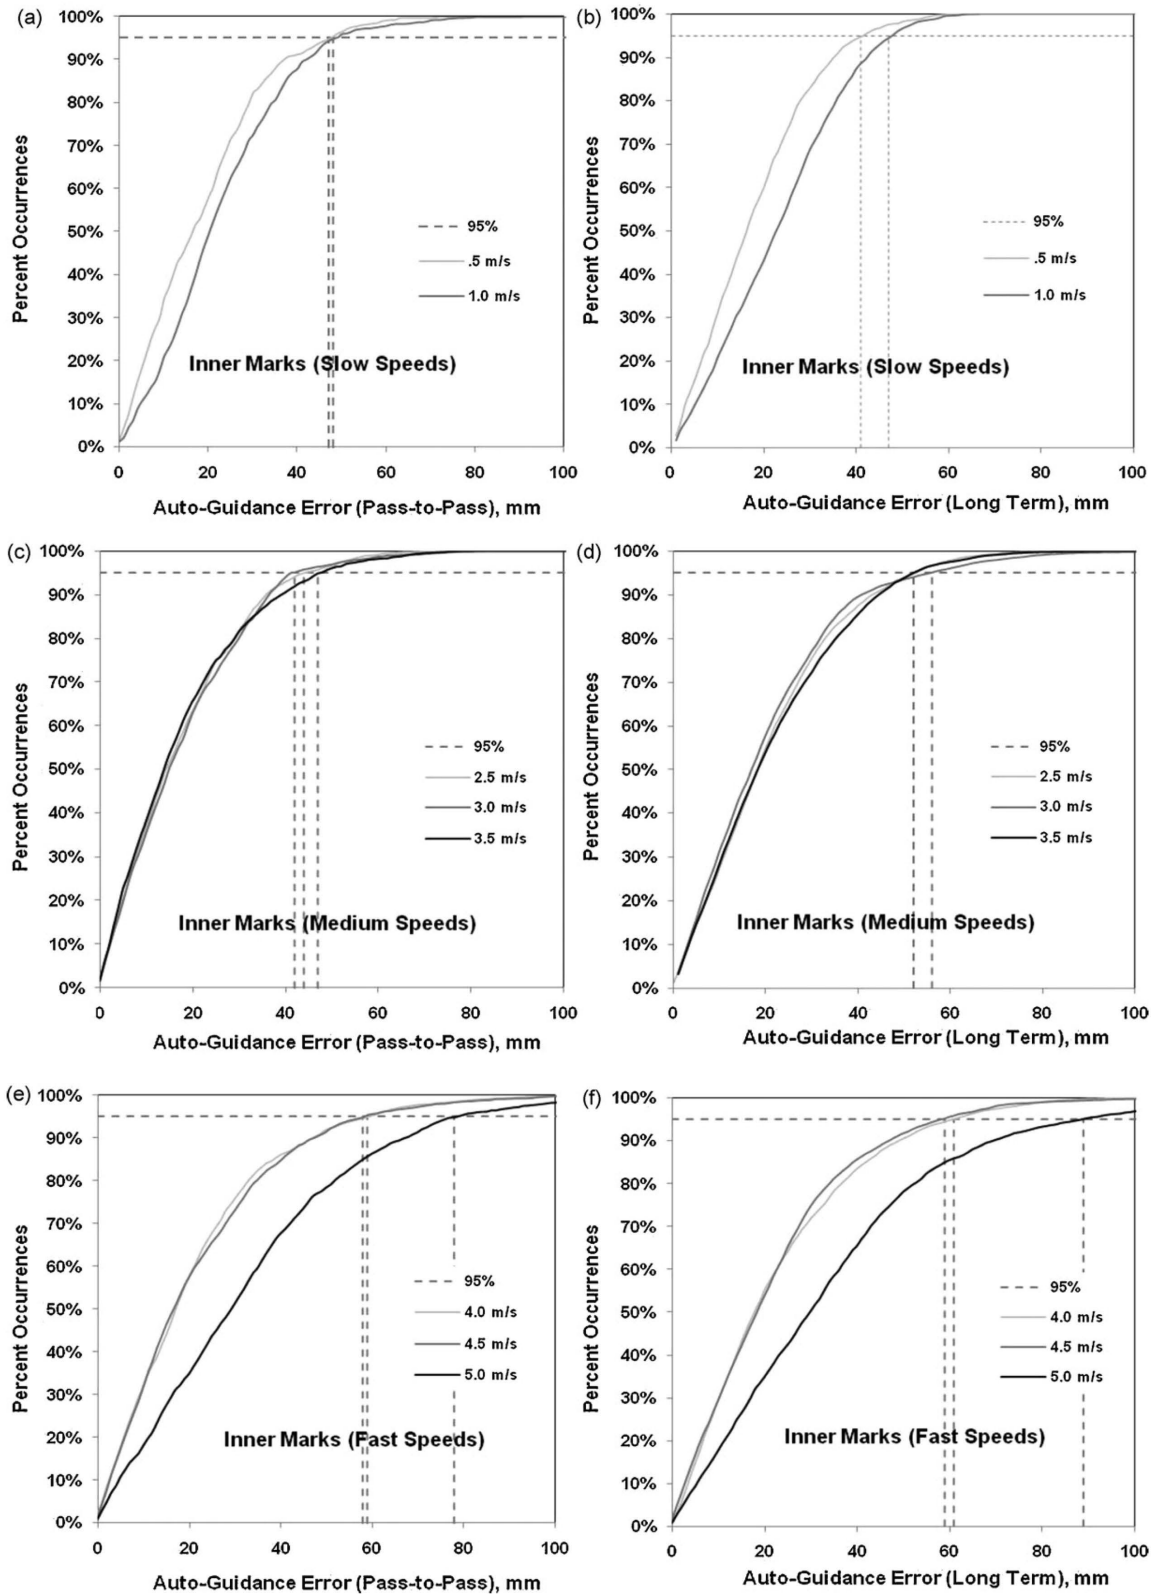 (a)
100%
90%
80%
70%
60%
50%
40%
30%
20%
10%
0%
Percent Occurrences
95%
.5 m/s
1.0 m/s
Inner Marks (Slow Speeds)
0 20 40 60 80 100
Auto-Guidance Error (Pass-to-Pass), mm
(b)
100%
90%
80%
70%
60%
50%
40%
30%
20%
10%
0%
Percent Occurrences
95%
.5 m/s
1.0 m/s
Inner Marks (Slow Speeds)
0 20 40 60 80 100
Auto-Guidance Error (Long Term), mm
(c)
100%
90%
80%
70%
60%
50%
40%
30%
20%
10%
0%
Percent Occurrences
95%
2.5 m/s
3.0 m/s
3.5 m/s
Inner Marks (Medium Speeds)
0 20 40 60 80 100
Auto-Guidance Error (Pass-to-Pass), mm
(d)
100%
90%
80%
70%
60%
50%
40%
30%
20%
10%
0%
Percent Occurrences
95%
2.5 m/s
3.0 m/s
3.5 m/s
Inner Marks (Medium Speeds)
0 20 40 60 80 100
Auto-Guidance Error (Long Term), mm
(e)
100%
90%
80%
70%
60%
50%
40%
30%
20%
10%
0%
Percent Occurrences
95%
4.0 m/s
4.5 m/s
5.0 m/s
Inner Marks (Fast Speeds)
0 20 40 60 80 100
Auto-Guidance Error (Pass-to-Pass), mm
(f)
100%
90%
80%
70%
60%
50%
40%
30%
20%
10%
0%
Percent Occurrences
95%
4.0 m/s
4.5 m/s
5.0 m/s
Inner Marks (Fast Speeds)
0 20 40 60 80 100
Auto-Guidance Error (Long Term), mm